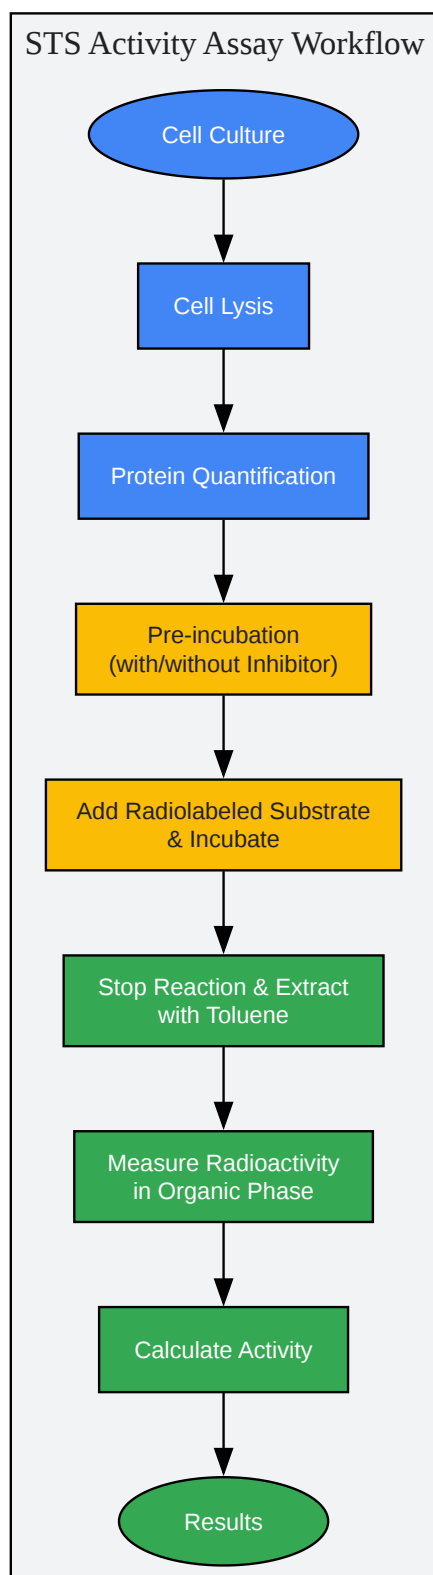 STS Activity Assay Workflow
Cell Culture
Cell Lysis
Protein Quantification
Pre-incubation
(with/without Inhibitor)
Add Radiolabeled Substrate
& Incubate
Stop Reaction & Extract
with Toluene
Measure Radioactivity
in Organic Phase
Calculate Activity
Results